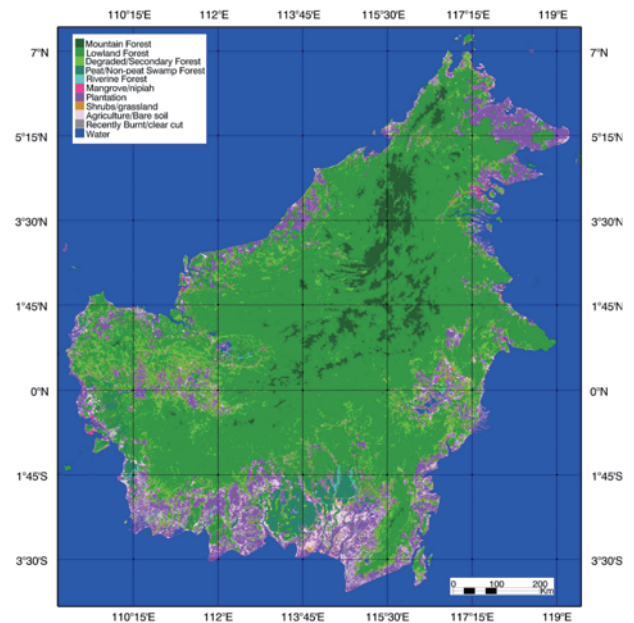 110°15'E 112°E 113°45'E 115°30'E 117°15'E 119°E
7°N 7°N
Mountain Forest
Lowland Forest
Degraded/Secondary Forest
Peat/Non-peat Swamp Forest
Riverine Forest
Mangrove/nipiah
Plantation
Shrubs/grassland
Agriculture/Bare soil
Recently Burnt/clear cut
Water
5°15'N 5°15'N
3°30'N 3°30'N
1°45'N 1°45'N
0°N 0°N
1°45'S 1°45'S
3°30'S 3°30'S
0 100 200
Km
110°15'E 112°E 113°45'E 115°30'E 117°15'E 119°E